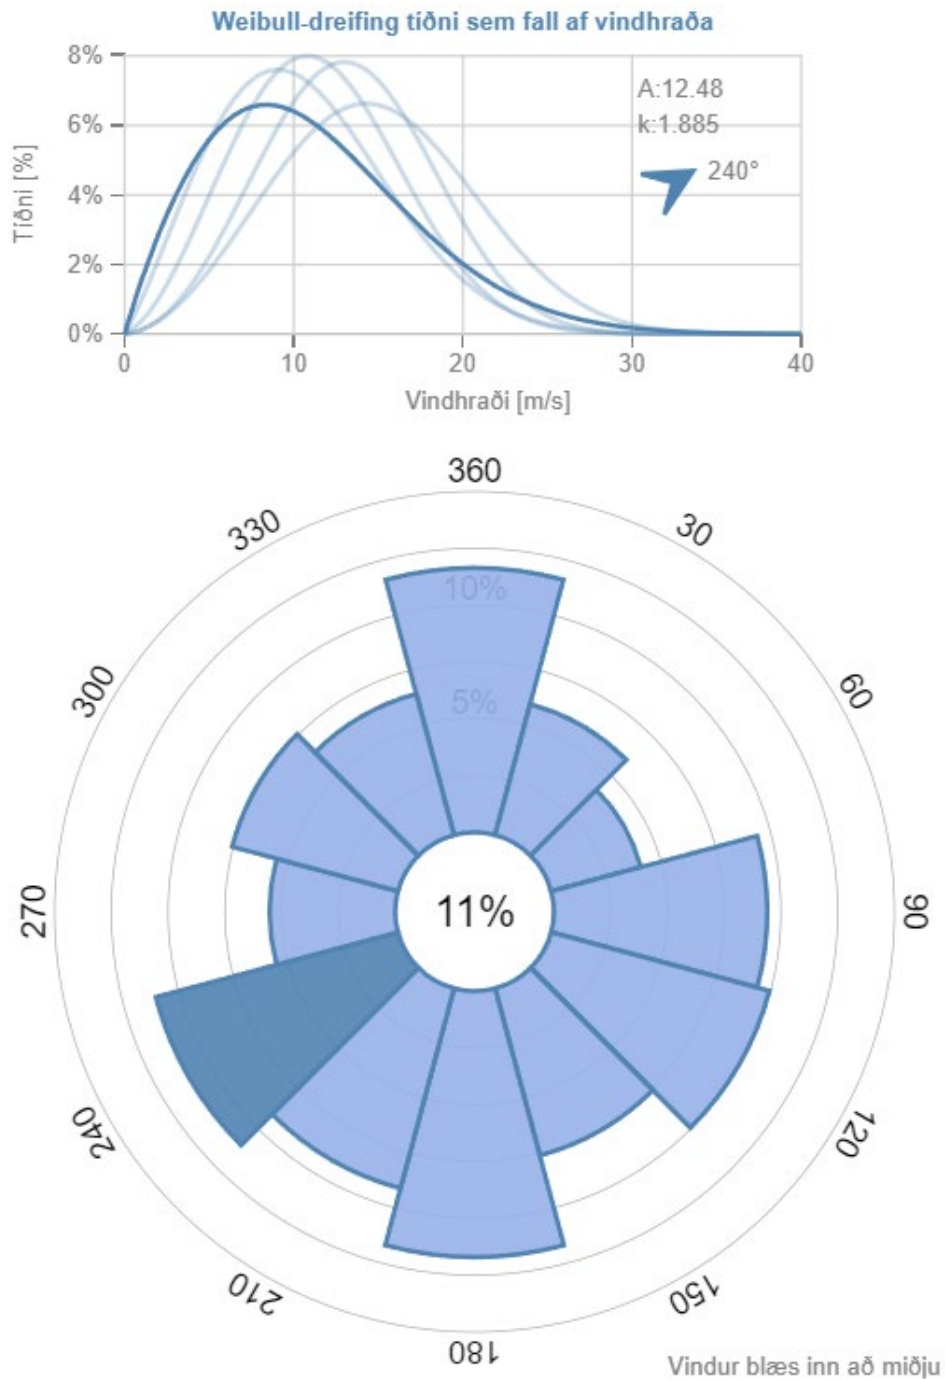 Weibull-dreifing tíðni sem fall af vindhraða
8%
6%
4%
2%
0%
Tíðni [%]
A:12.48
k:1.885
240°
0 10 20 30 40
Vindhraði [m/s]
360
330 30
300 60
10%
5%
270 11% 90
240 120
210 150
180
Vindur blæs inn að miðju